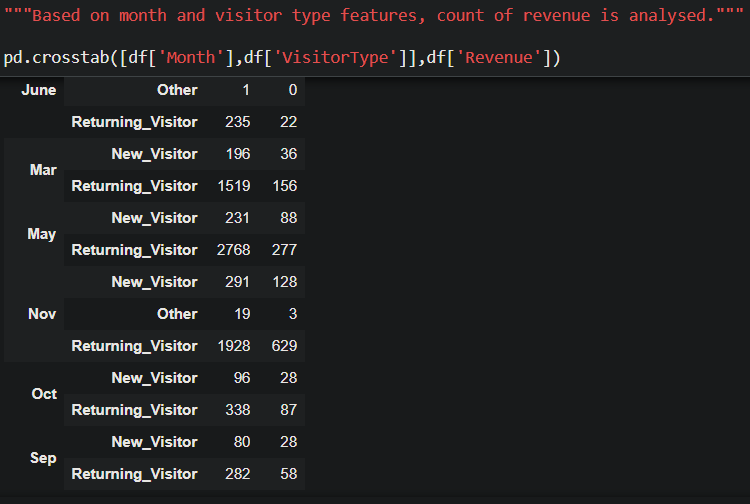 """Based on month and visitor type features, count of revenue is analysed."""
pd.crosstab([df['Month'],df['VisitorType']],df['Revenue'])
June Other 1 0
Returning_Visitor 235 22
Mar New_Visitor 196 36
Returning_Visitor 1519 156
May New_Visitor 231 88
Returning_Visitor 2768 277
New_Visitor 291 128
Nov Other 19 3
Returning_Visitor 1928 629
Oct New_Visitor 96 28
Returning_Visitor 338 87
Sep New_Visitor 80 28
Returning_Visitor 282 58